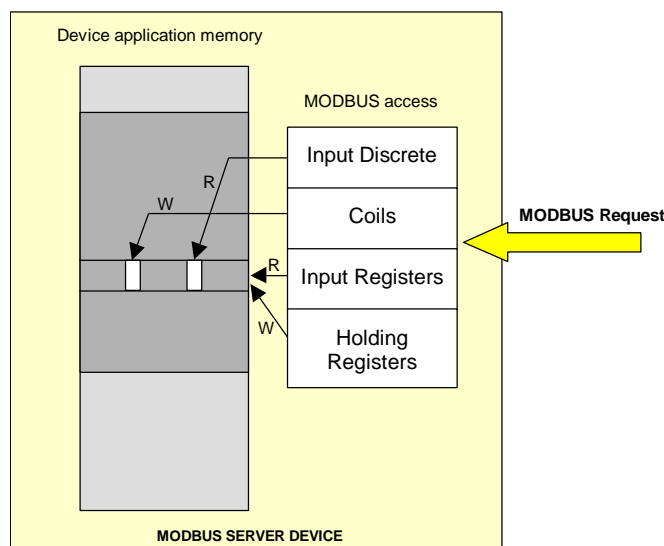 Device application memory
MODBUS access
Input Discrete
R
MODBUS Request
W
Coils
R
Input Registers
W
Holding
Registers
MODBUS SERVER DEVICE